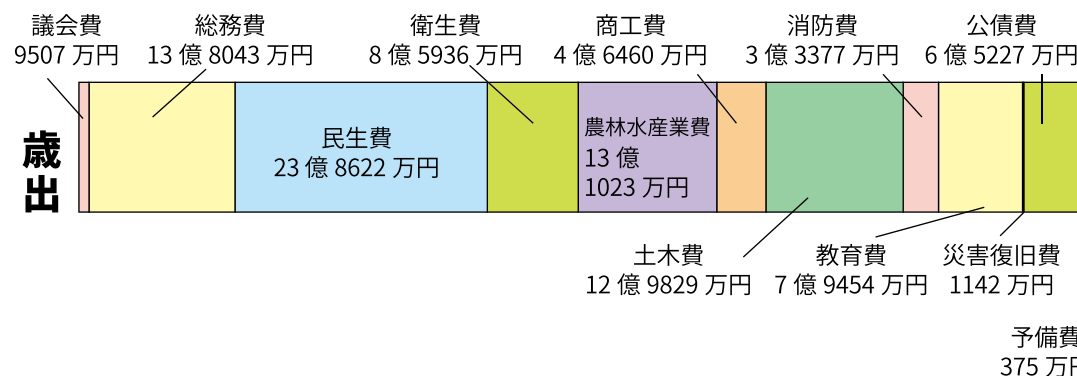 議会費
9507 万円
総務費
13 億 8043 万円
衛生費
8 億 5936 万円
商工費
4 億 6460 万円
消防費
3 億 3377 万円
公債費
6 億 5227 万円
歳出
民生費
23 億 8622 万円
農林水産業費
13 億
1023 万円
土木費
12 億 9829 万円
教育費
7 億 9454 万円
災害復旧費
1142 万円
予備費
375 万円